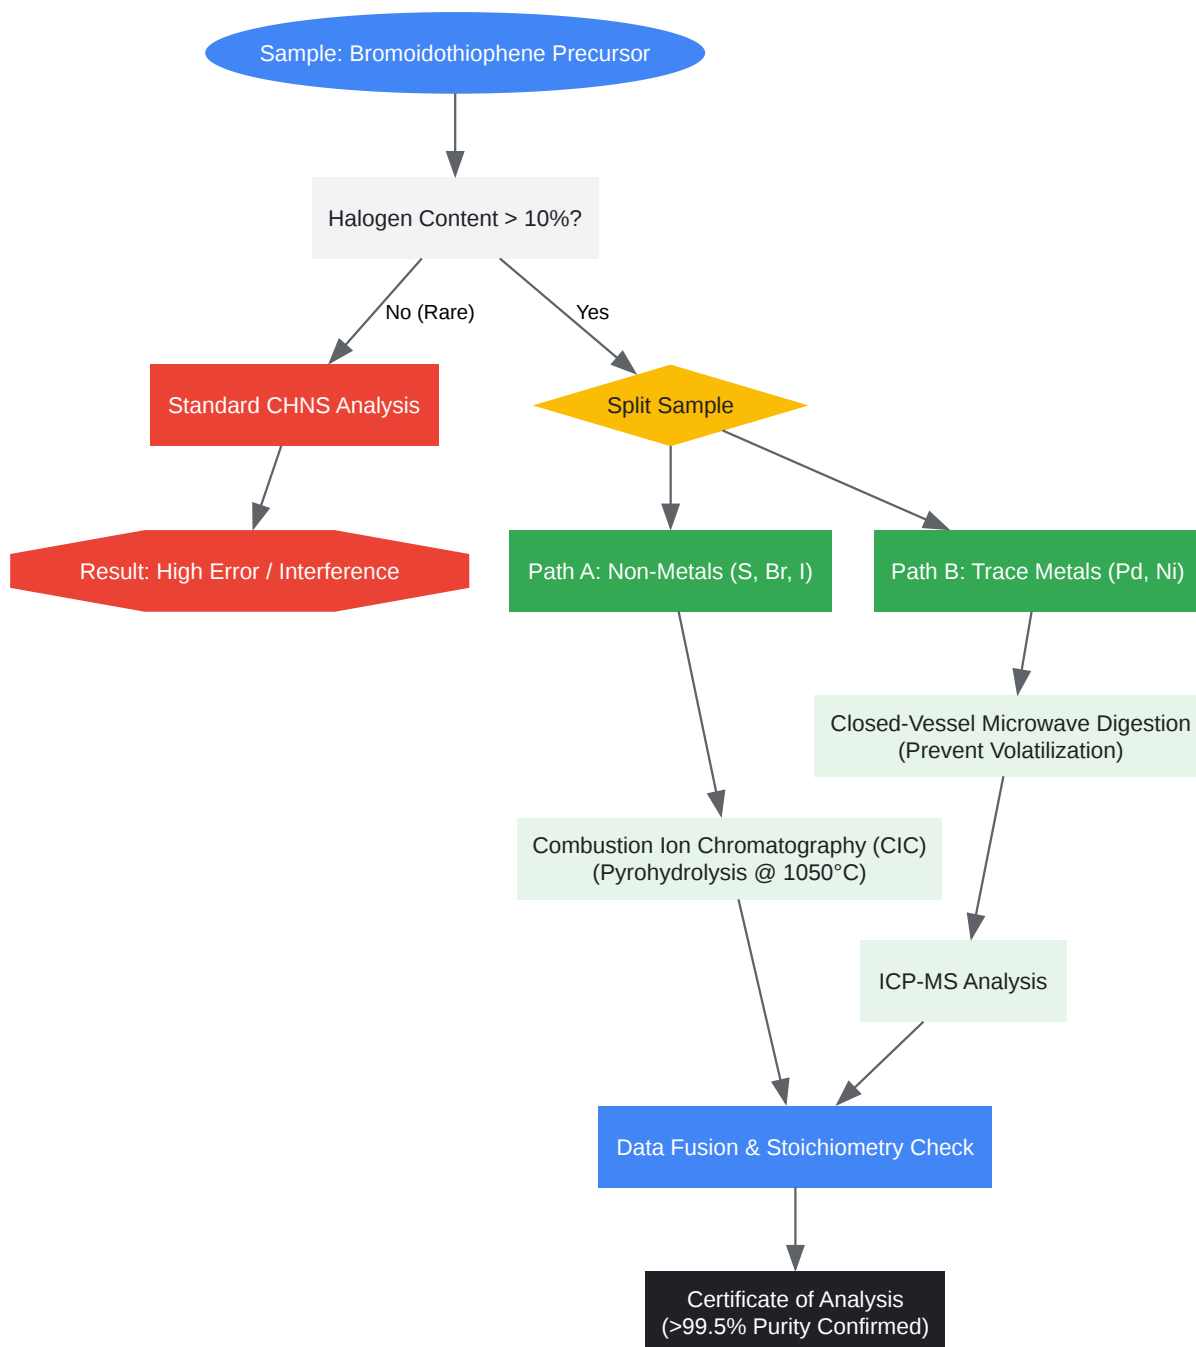 Sample: Bromoidothiophene Precursor
Halogen Content > 10%?
No (Rare)
Yes
Standard CHNS Analysis
Split Sample
Result: High Error / Interference
Path A: Non-Metals (S, Br, I)
Path B: Trace Metals (Pd, Ni)
Closed-Vessel Microwave Digestion
(Prevent Volatilization)
Combustion Ion Chromatography (CIC)
(Pyrohydrolysis @ 1050°C)
ICP-MS Analysis
Data Fusion & Stoichiometry Check
Certificate of Analysis
(>99.5% Purity Confirmed)